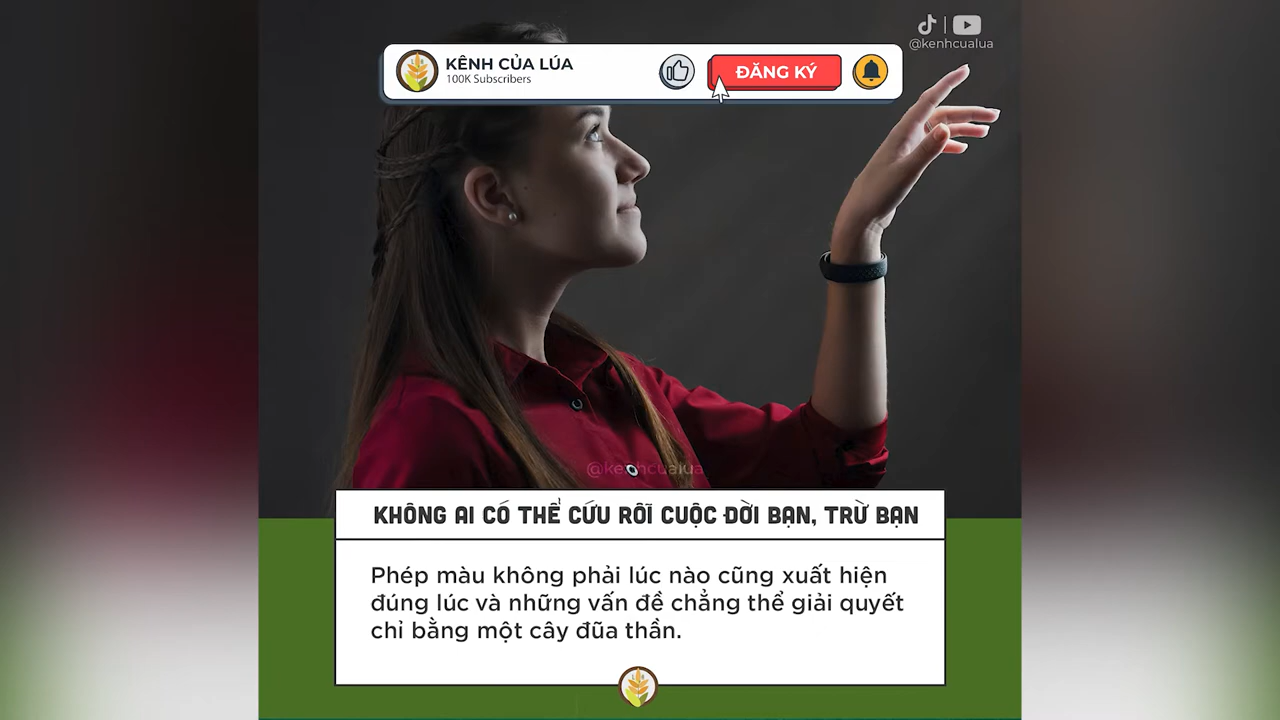 @kenhcualua
KÊNH CỦA LÚA
100K Subscribers
ĐĂNG KÝ
@kenhcualua
KHÔNG AI CÓ THỂ CỨU RỖI CUỘC ĐỜI BẠN, TRỪ BẠN
Phép màu không phải lúc nào cũng xuất hiện
đúng lúc và những vấn đề chẳng thể giải quyết
chỉ bằng một cây đũa thần.